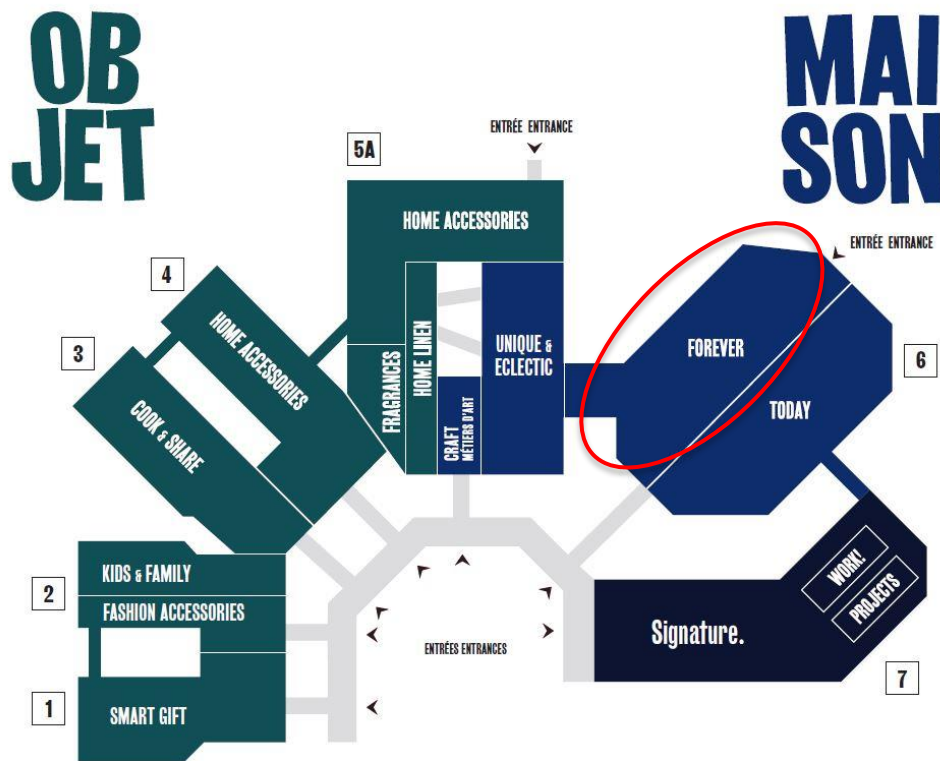 OB
JET
MAI
SON
ENTRÉE ENTRANCE
5A
HOME ACCESSORIES
ENTRÉE ENTRANCE
4
HOME ACCESSORIES
3
COOK & SHARE
FRAGRANCES
HOME LINEN
CRAFT
MÉTIERS D'ART
UNIQUE &
ECLECTIC
FOREVER
TODAY
6
2
KIDS & FAMILY
FASHION ACCESSORIES
1
SMART GIFT
ENTRÉES ENTRANCES
Signature.
WORK!
PROJECTS
7